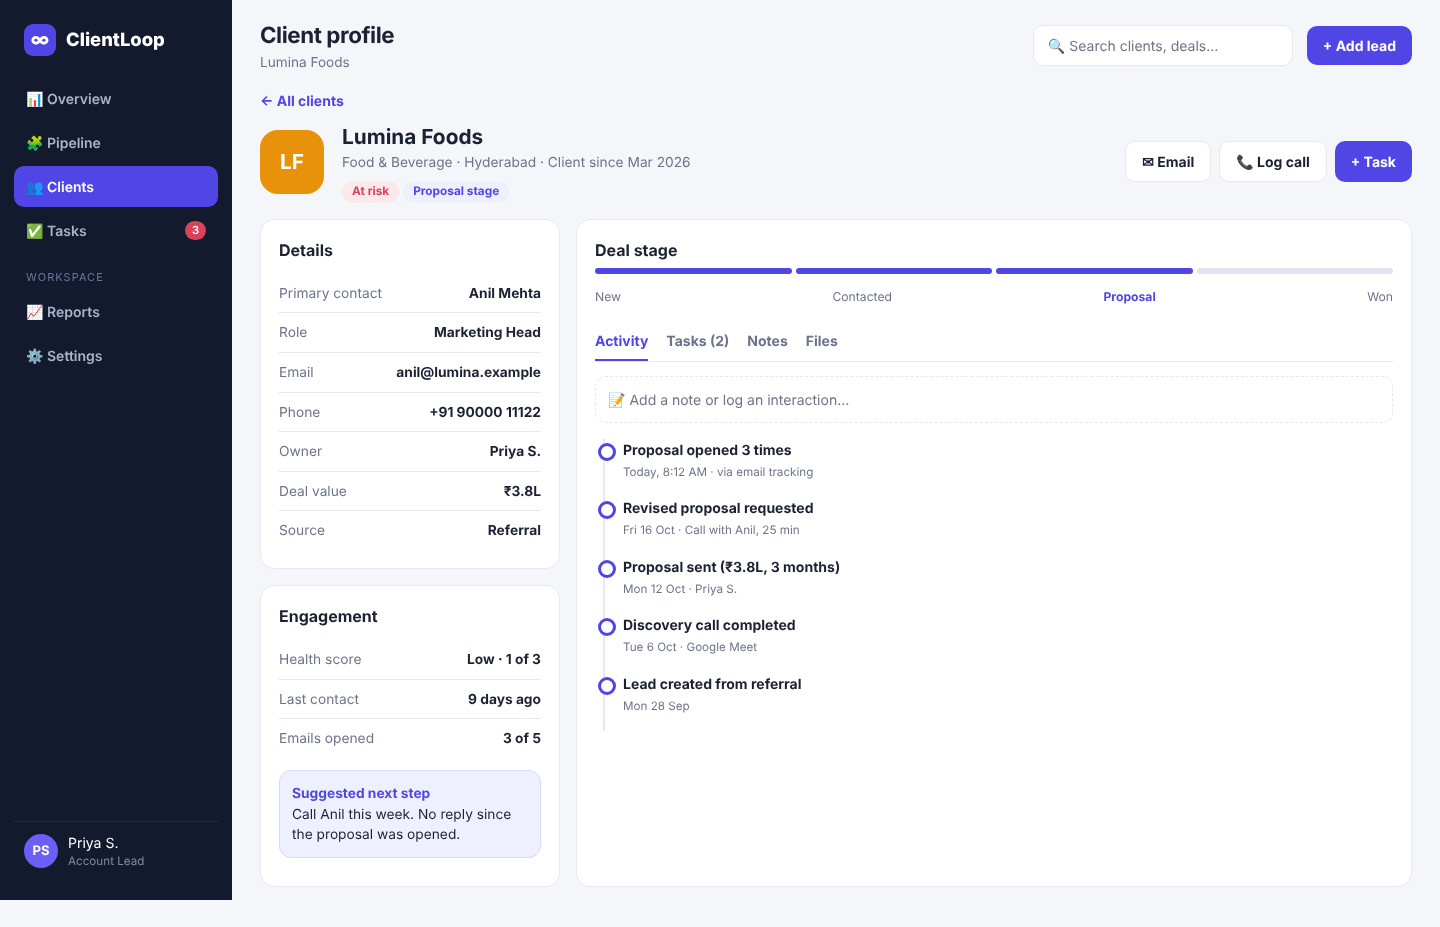 ClientLoop
📊 Overview
🧩 Pipeline
👥 Clients
✅ Tasks 3
WORKSPACE
📈 Reports
⚙️ Settings
PS
Priya S.
Account Lead
Client profile
Lumina Foods
🔍 Search clients, deals...
+ Add lead
← All clients
LF
Lumina Foods
Food & Beverage · Hyderabad · Client since Mar 2026
At risk Proposal stage
✉ Email
📞 Log call
+ Task
Details
Primary contact Anil Mehta
Role Marketing Head
Email anil@lumina.example
Phone +91 90000 11122
Owner Priya S.
Deal value ₹3.8L
Source Referral
Engagement
Health score Low · 1 of 3
Last contact 9 days ago
Emails opened 3 of 5
Suggested next step
Call Anil this week. No reply since
the proposal was opened.
Deal stage
New Contacted Proposal Won
Activity Tasks (2) Notes Files
📝 Add a note or log an interaction...
Proposal opened 3 times
Today, 8:12 AM · via email tracking
Revised proposal requested
Fri 16 Oct · Call with Anil, 25 min
Proposal sent (₹3.8L, 3 months)
Mon 12 Oct · Priya S.
Discovery call completed
Tue 6 Oct · Google Meet
Lead created from referral
Mon 28 Sep